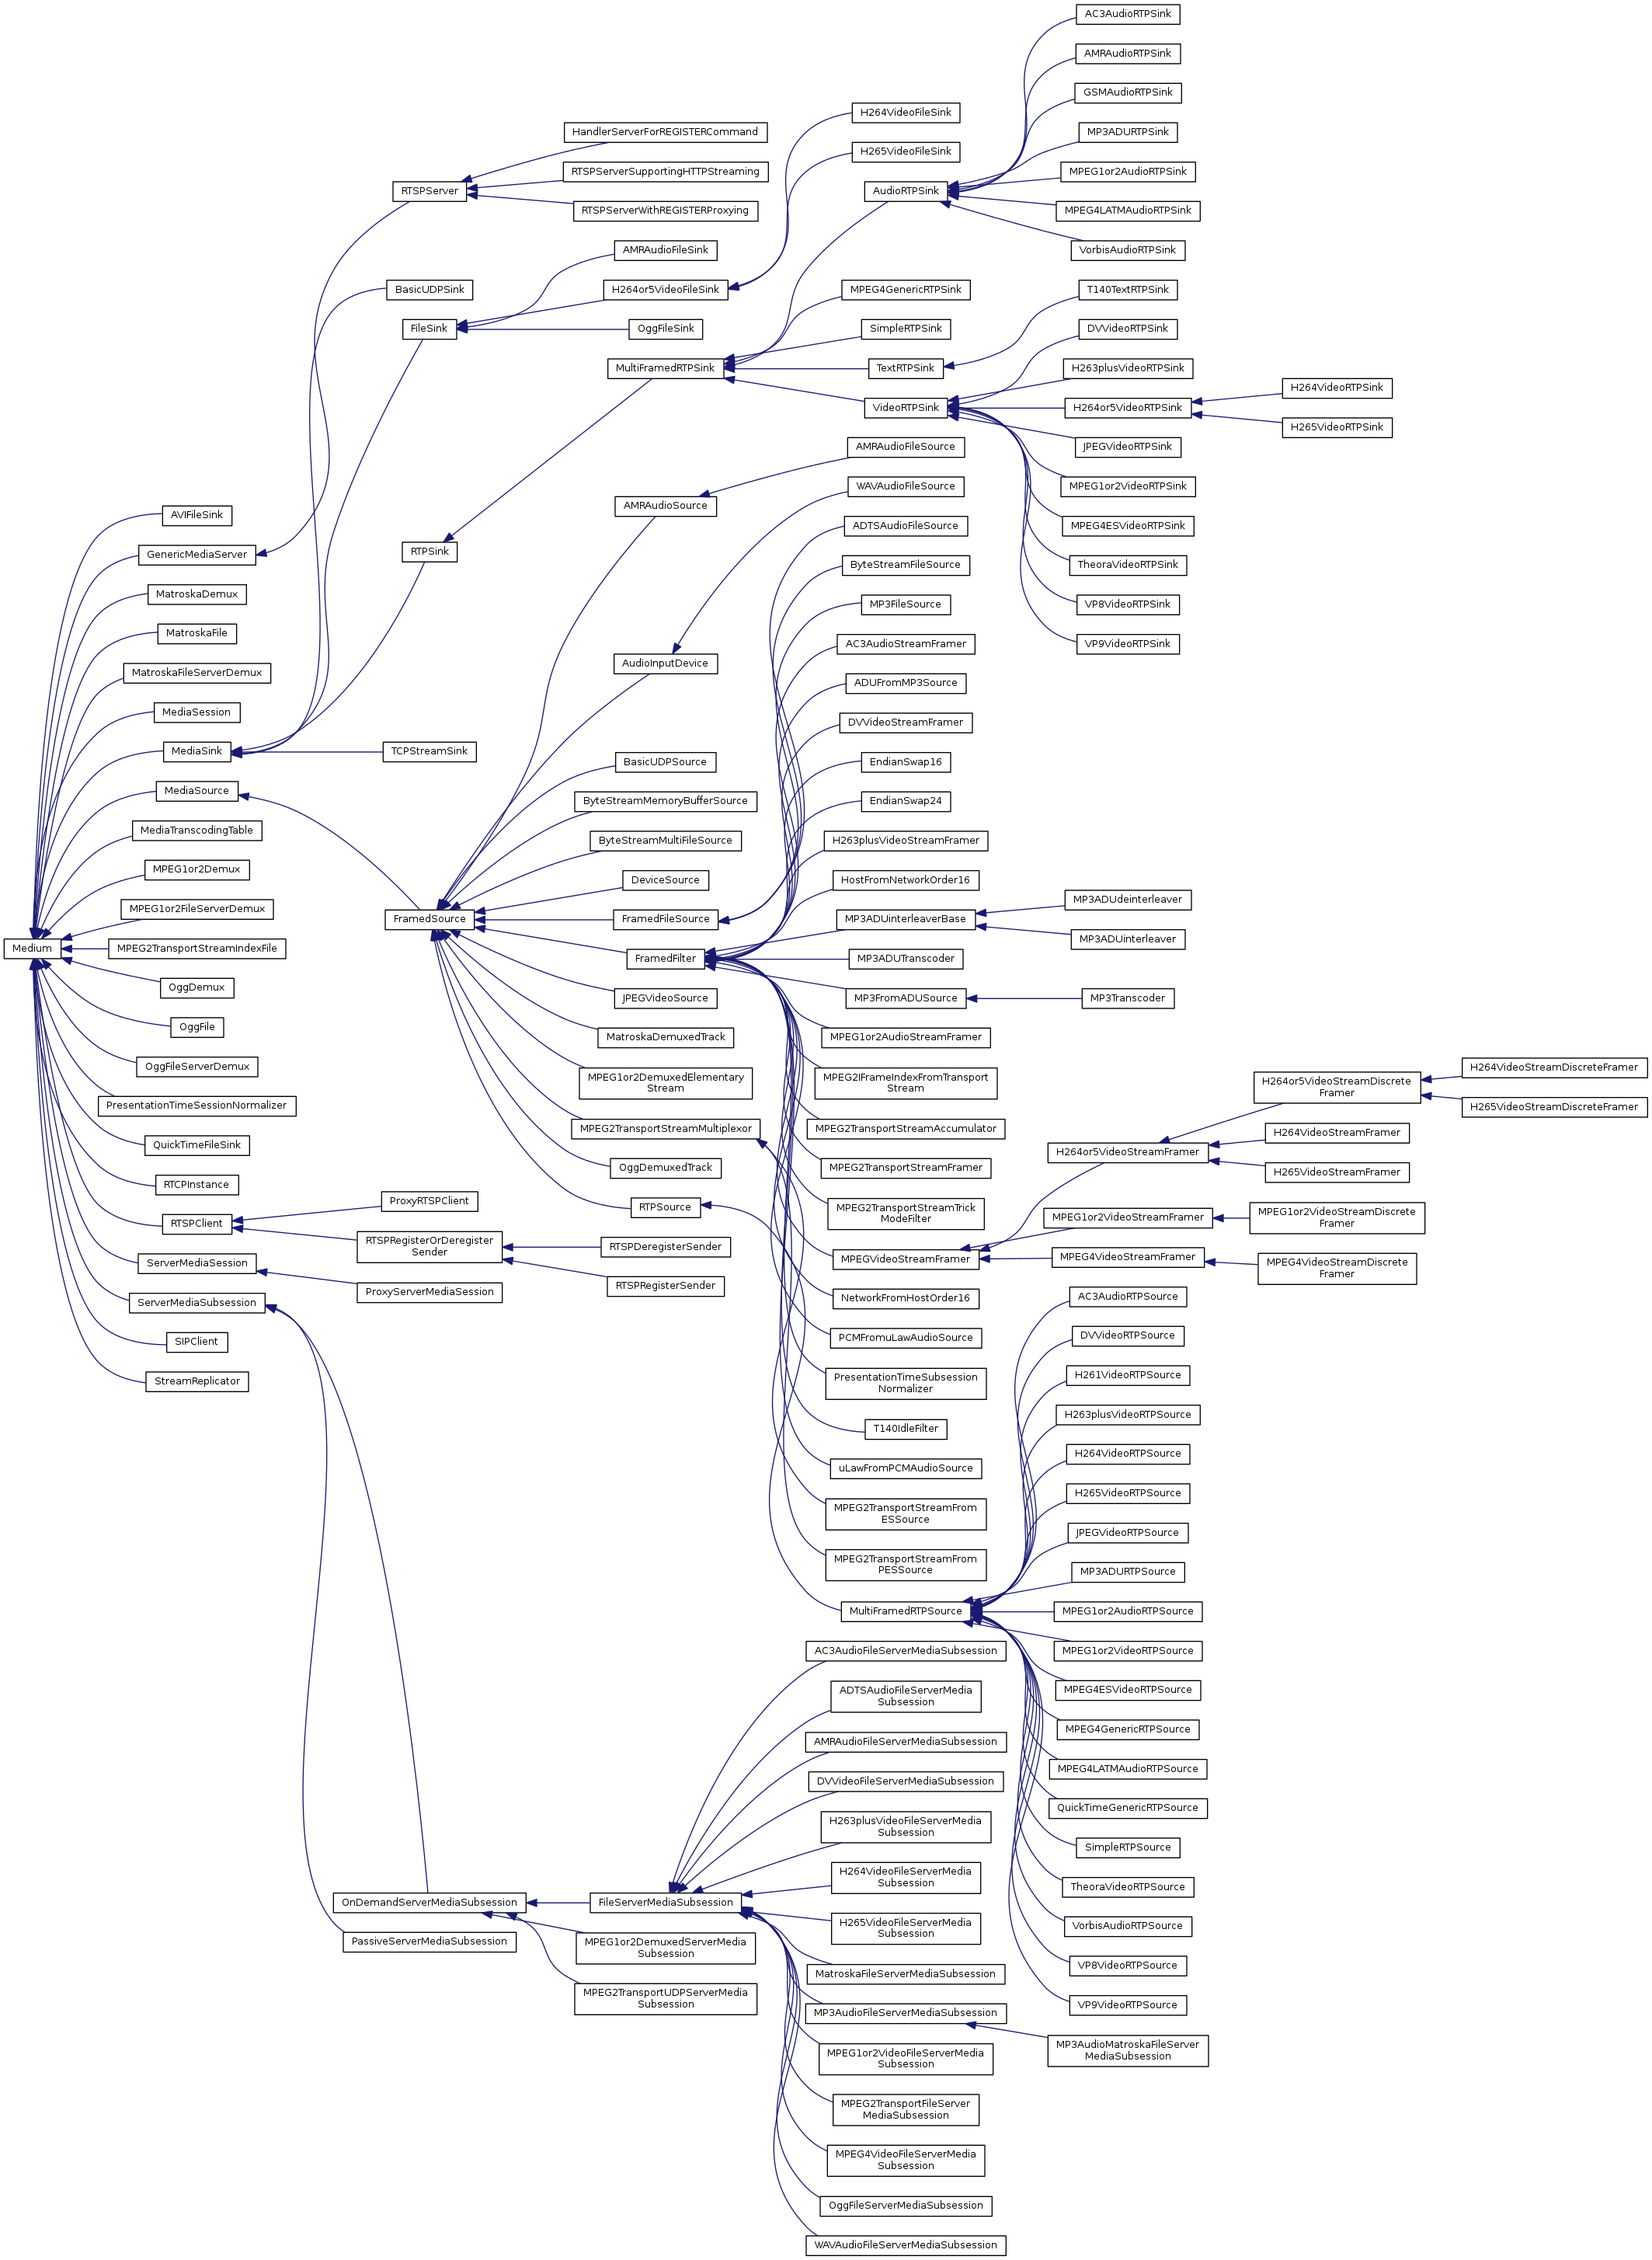 AC3AudioRTPSink
AMRAudioRTPSink
GSMAudioRTPSink
H264VideoFileSink
HandlerServerForREGISTERCommand
MP3ADURTPSink
H265VideoFileSink
RTSPServerSupportingHTTPStreaming
MPEG1or2AudioRTPSink
RTSPServer
AudioRTPSink
RTSPServerWithREGISTERProxying
MPEG4LATMAudioRTPSink
AMRAudioFileSink
VorbisAudioRTPSink
BasicUDPSink
H264or5VideoFileSink
MPEG4GenericRTPSink
T140TextRTPSink
FileSink
OggFileSink
SimpleRTPSink
DVVideoRTPSink
MultiFramedRTPSink
TextRTPSink
H263plusVideoRTPSink
H264VideoRTPSink
VideoRTPSink
H264or5VideoRTPSink
H265VideoRTPSink
AMRAudioFileSource
JPEGVideoRTPSink
WAVAudioFileSource
MPEG1or2VideoRTPSink
AMRAudioSource
AVIFileSink
ADTSAudioFileSource
MPEG4ESVideoRTPSink
GenericMediaServer
RTPSink
ByteStreamFileSource
TheoraVideoRTPSink
MatroskaDemux
MP3FileSource
VP8VideoRTPSink
MatroskaFile
AC3AudioStreamFramer
VP9VideoRTPSink
AudioInputDevice
MatroskaFileServerDemux
ADUFromMP3Source
MediaSession
DVVideoStreamFramer
MediaSink
TCPStreamSink
BasicUDPSource
EndianSwap16
MediaSource
ByteStreamMemoryBufferSource
EndianSwap24
MediaTranscodingTable
ByteStreamMultiFileSource
H263plusVideoStreamFramer
MPEG1or2Demux
DeviceSource
HostFromNetworkOrder16
MP3ADUdeinterleaver
MPEG1or2FileServerDemux
FramedSource
FramedFileSource
MP3ADUinterleaverBase
MP3ADUinterleaver
Medium
MPEG2TransportStreamIndexFile
FramedFilter
MP3ADUTranscoder
OggDemux
JPEGVideoSource
MP3FromADUSource
MP3Transcoder
OggFile
MatroskaDemuxedTrack
MPEG1or2AudioStreamFramer
OggFileServerDemux
MPEG1or2DemuxedElementary
Stream
MPEG2IFrameIndexFromTransport
Stream
H264or5VideoStreamDiscrete
Framer
H264VideoStreamDiscreteFramer
H265VideoStreamDiscreteFramer
PresentationTimeSessionNormalizer
MPEG2TransportStreamMultiplexor
MPEG2TransportStreamAccumulator
H264VideoStreamFramer
QuickTimeFileSink
H264or5VideoStreamFramer
OggDemuxedTrack
MPEG2TransportStreamFramer
H265VideoStreamFramer
RTCPInstance
ProxyRTSPClient
RTPSource
MPEG2TransportStreamTrick
ModeFilter
MPEG1or2VideoStreamFramer
MPEG1or2VideoStreamDiscrete
Framer
RTSPClient
RTSPRegisterOrDeregister
Sender
RTSPDeregisterSender
MPEGVideoStreamFramer
MPEG4VideoStreamFramer
MPEG4VideoStreamDiscrete
Framer
ServerMediaSession
ProxyServerMediaSession
RTSPRegisterSender
NetworkFromHostOrder16
AC3AudioRTPSource
ServerMediaSubsession
PCMFromuLawAudioSource
DVVideoRTPSource
SIPClient
PresentationTimeSubsession
Normalizer
H261VideoRTPSource
StreamReplicator
T140IdleFilter
H263plusVideoRTPSource
uLawFromPCMAudioSource
H264VideoRTPSource
MPEG2TransportStreamFrom
ESSource
H265VideoRTPSource
MPEG2TransportStreamFrom
PESSource
JPEGVideoRTPSource
MP3ADURTPSource
MultiFramedRTPSource
MPEG1or2AudioRTPSource
AC3AudioFileServerMediaSubsession
MPEG1or2VideoRTPSource
ADTSAudioFileServerMedia
Subsession
MPEG4ESVideoRTPSource
AMRAudioFileServerMediaSubsession
MPEG4GenericRTPSource
DVVideoFileServerMediaSubsession
MPEG4LATMAudioRTPSource
H263plusVideoFileServerMedia
Subsession
QuickTimeGenericRTPSource
SimpleRTPSource
H264VideoFileServerMedia
Subsession
TheoraVideoRTPSource
OnDemandServerMediaSubsession
FileServerMediaSubsession
H265VideoFileServerMedia
Subsession
VorbisAudioRTPSource
PassiveServerMediaSubsession
MPEG1or2DemuxedServerMedia
Subsession
MatroskaFileServerMediaSubsession
VP8VideoRTPSource
MPEG2TransportUDPServerMedia
Subsession
MP3AudioFileServerMediaSubsession
VP9VideoRTPSource
MP3AudioMatroskaFileServer
MediaSubsession
MPEG1or2VideoFileServerMedia
Subsession
MPEG2TransportFileServer
MediaSubsession
MPEG4VideoFileServerMedia
Subsession
OggFileServerMediaSubsession
WAVAudioFileServerMediaSubsession